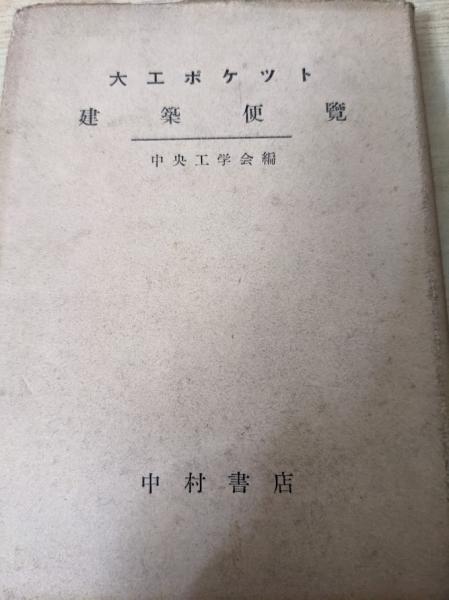 大工ポケツト
建築便覽
中央工学会編
中村書店